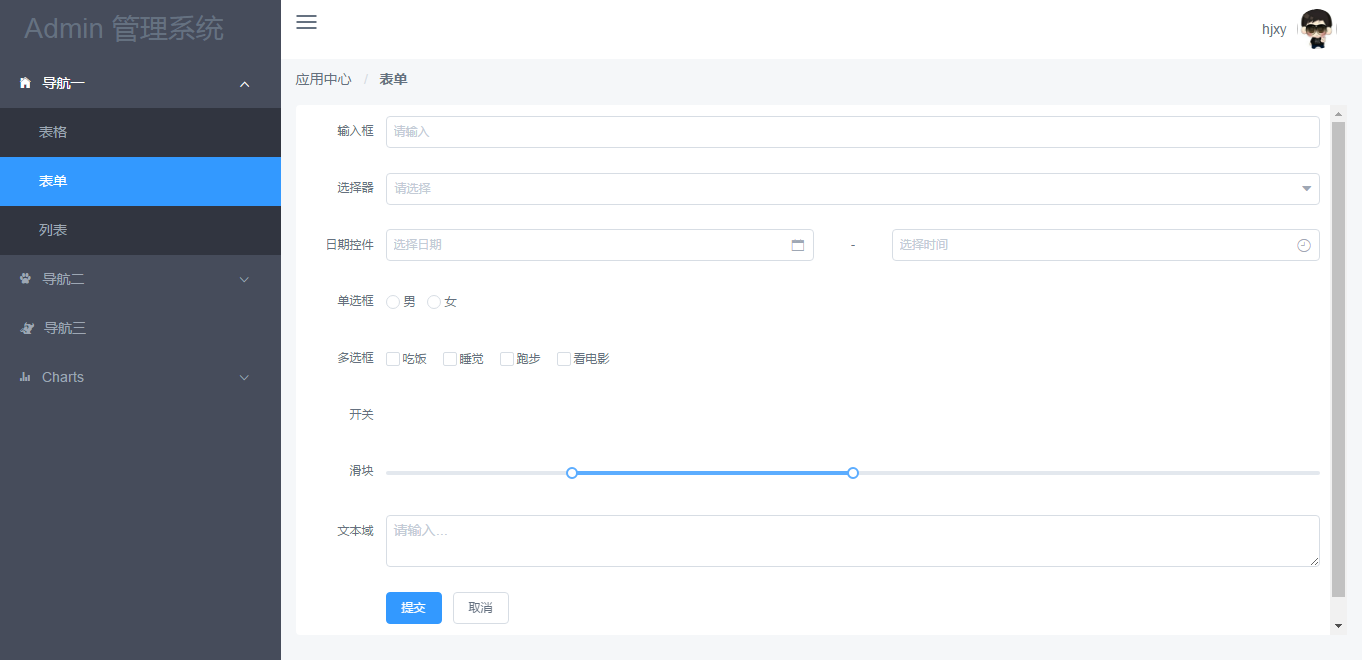 Admin 管理系统
hjxy
导航一
表格
表单
列表
导航二
导航三
Charts
应用中心 / 表单
输入框 请输入
选择器 请选择
日期控件 选择日期 - 选择时间
单选框 男 女
多选框 吃饭 睡觉 跑步 看电影
开关
滑块
文本域 请输入...
提交 取消